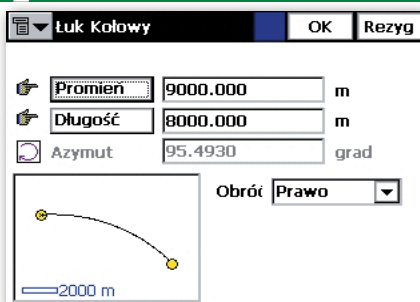 Łuk Kołowy OK Rezyg
Promień 9000.000 m
Długość 8000.000 m
Azymut 95.4930 grad
Obróć Prawo
2000 m